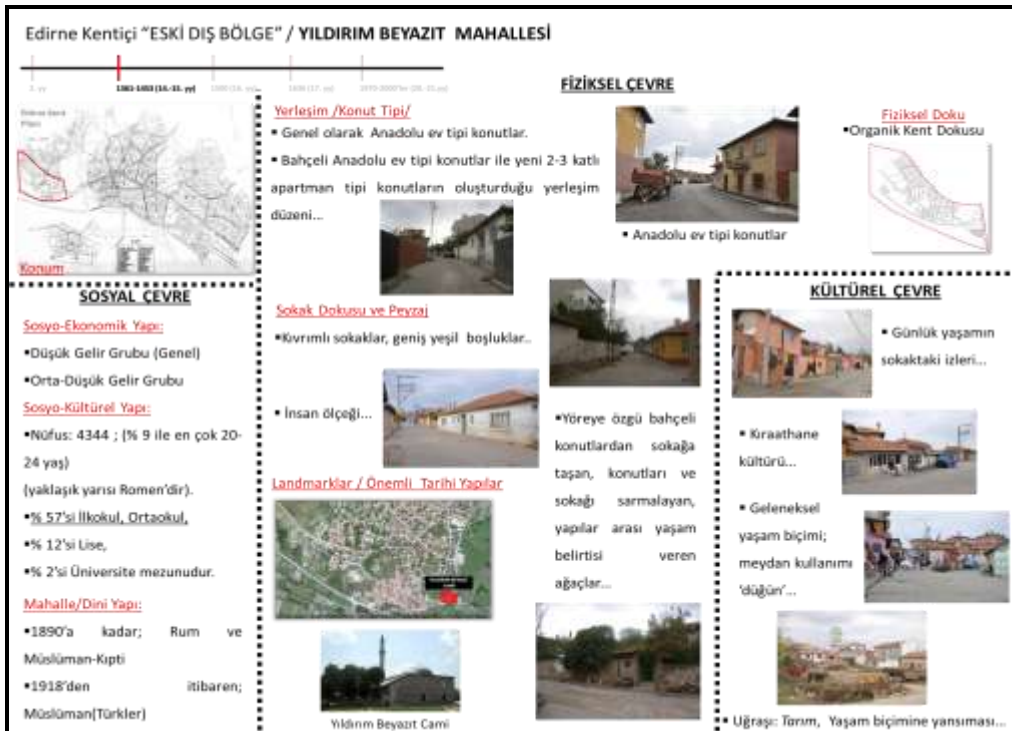 Edirne Kentiçi "ESKİ DIŞ BÖLGE" / YILDIRIM BEYAZIT MAHALLESİ
1361-1453 (14.-15. yy)
Konum
SOSYAL ÇEVRE
Sosyo-Ekonomik Yapı:
▪Düşük Gelir Grubu (Genel)
▪Orta-Düşük Gelir Grubu
Sosyo-Kültürel Yapı:
▪Nüfus: 4344 ; (% 9 ile en çok 20-
24 yaş)
(yaklaşık yarısı Romen'dir).
▪% 57'si İlkokul, Ortaokul,
▪% 12'si Lise,
▪% 2'si Üniversite mezunudur.
Mahalle/Dini Yapı:
▪1890'a kadar; Rum ve
Müslüman-Kıpti
▪1918'den itibaren;
Müslüman(Türkler)
FİZİKSEL ÇEVRE
Yerleşim /Konut Tipi/
▪ Genel olarak Anadolu ev tipi konutlar.
▪ Bahçeli Anadolu ev tipi konutlar ile yeni 2-3 katlı
apartman tipi konutların oluşturduğu yerleşim
düzeni...
▪ Anadolu ev tipi konutlar
Fiziksel Doku
▪Organik Kent Dokusu
Sokak Dokusu ve Peyzaj
▪Kıvrımlı sokaklar, geniş yeşil boşluklar..
▪ İnsan ölçeği...
▪Yöreye özgü bahçeli
konutlardan sokağa
taşan, konutları ve
sokağı sarmalayan,
yapılar arası yaşam
belirtisi veren
ağaçlar...
Landmarklar / Önemli Tarihi Yapılar
YILDIRIM BEYAZIT
CAMİ
Yıldırım Beyazıt Cami
KÜLTÜREL ÇEVRE
▪ Günlük yaşamın
sokaktaki izleri...
▪ Kıraathane
kültürü...
▪ Geleneksel
yaşam biçimi;
meydan kullanımı
'düğün'...
▪ Uğraşı: Tarım, Yaşam biçimine yansıması...